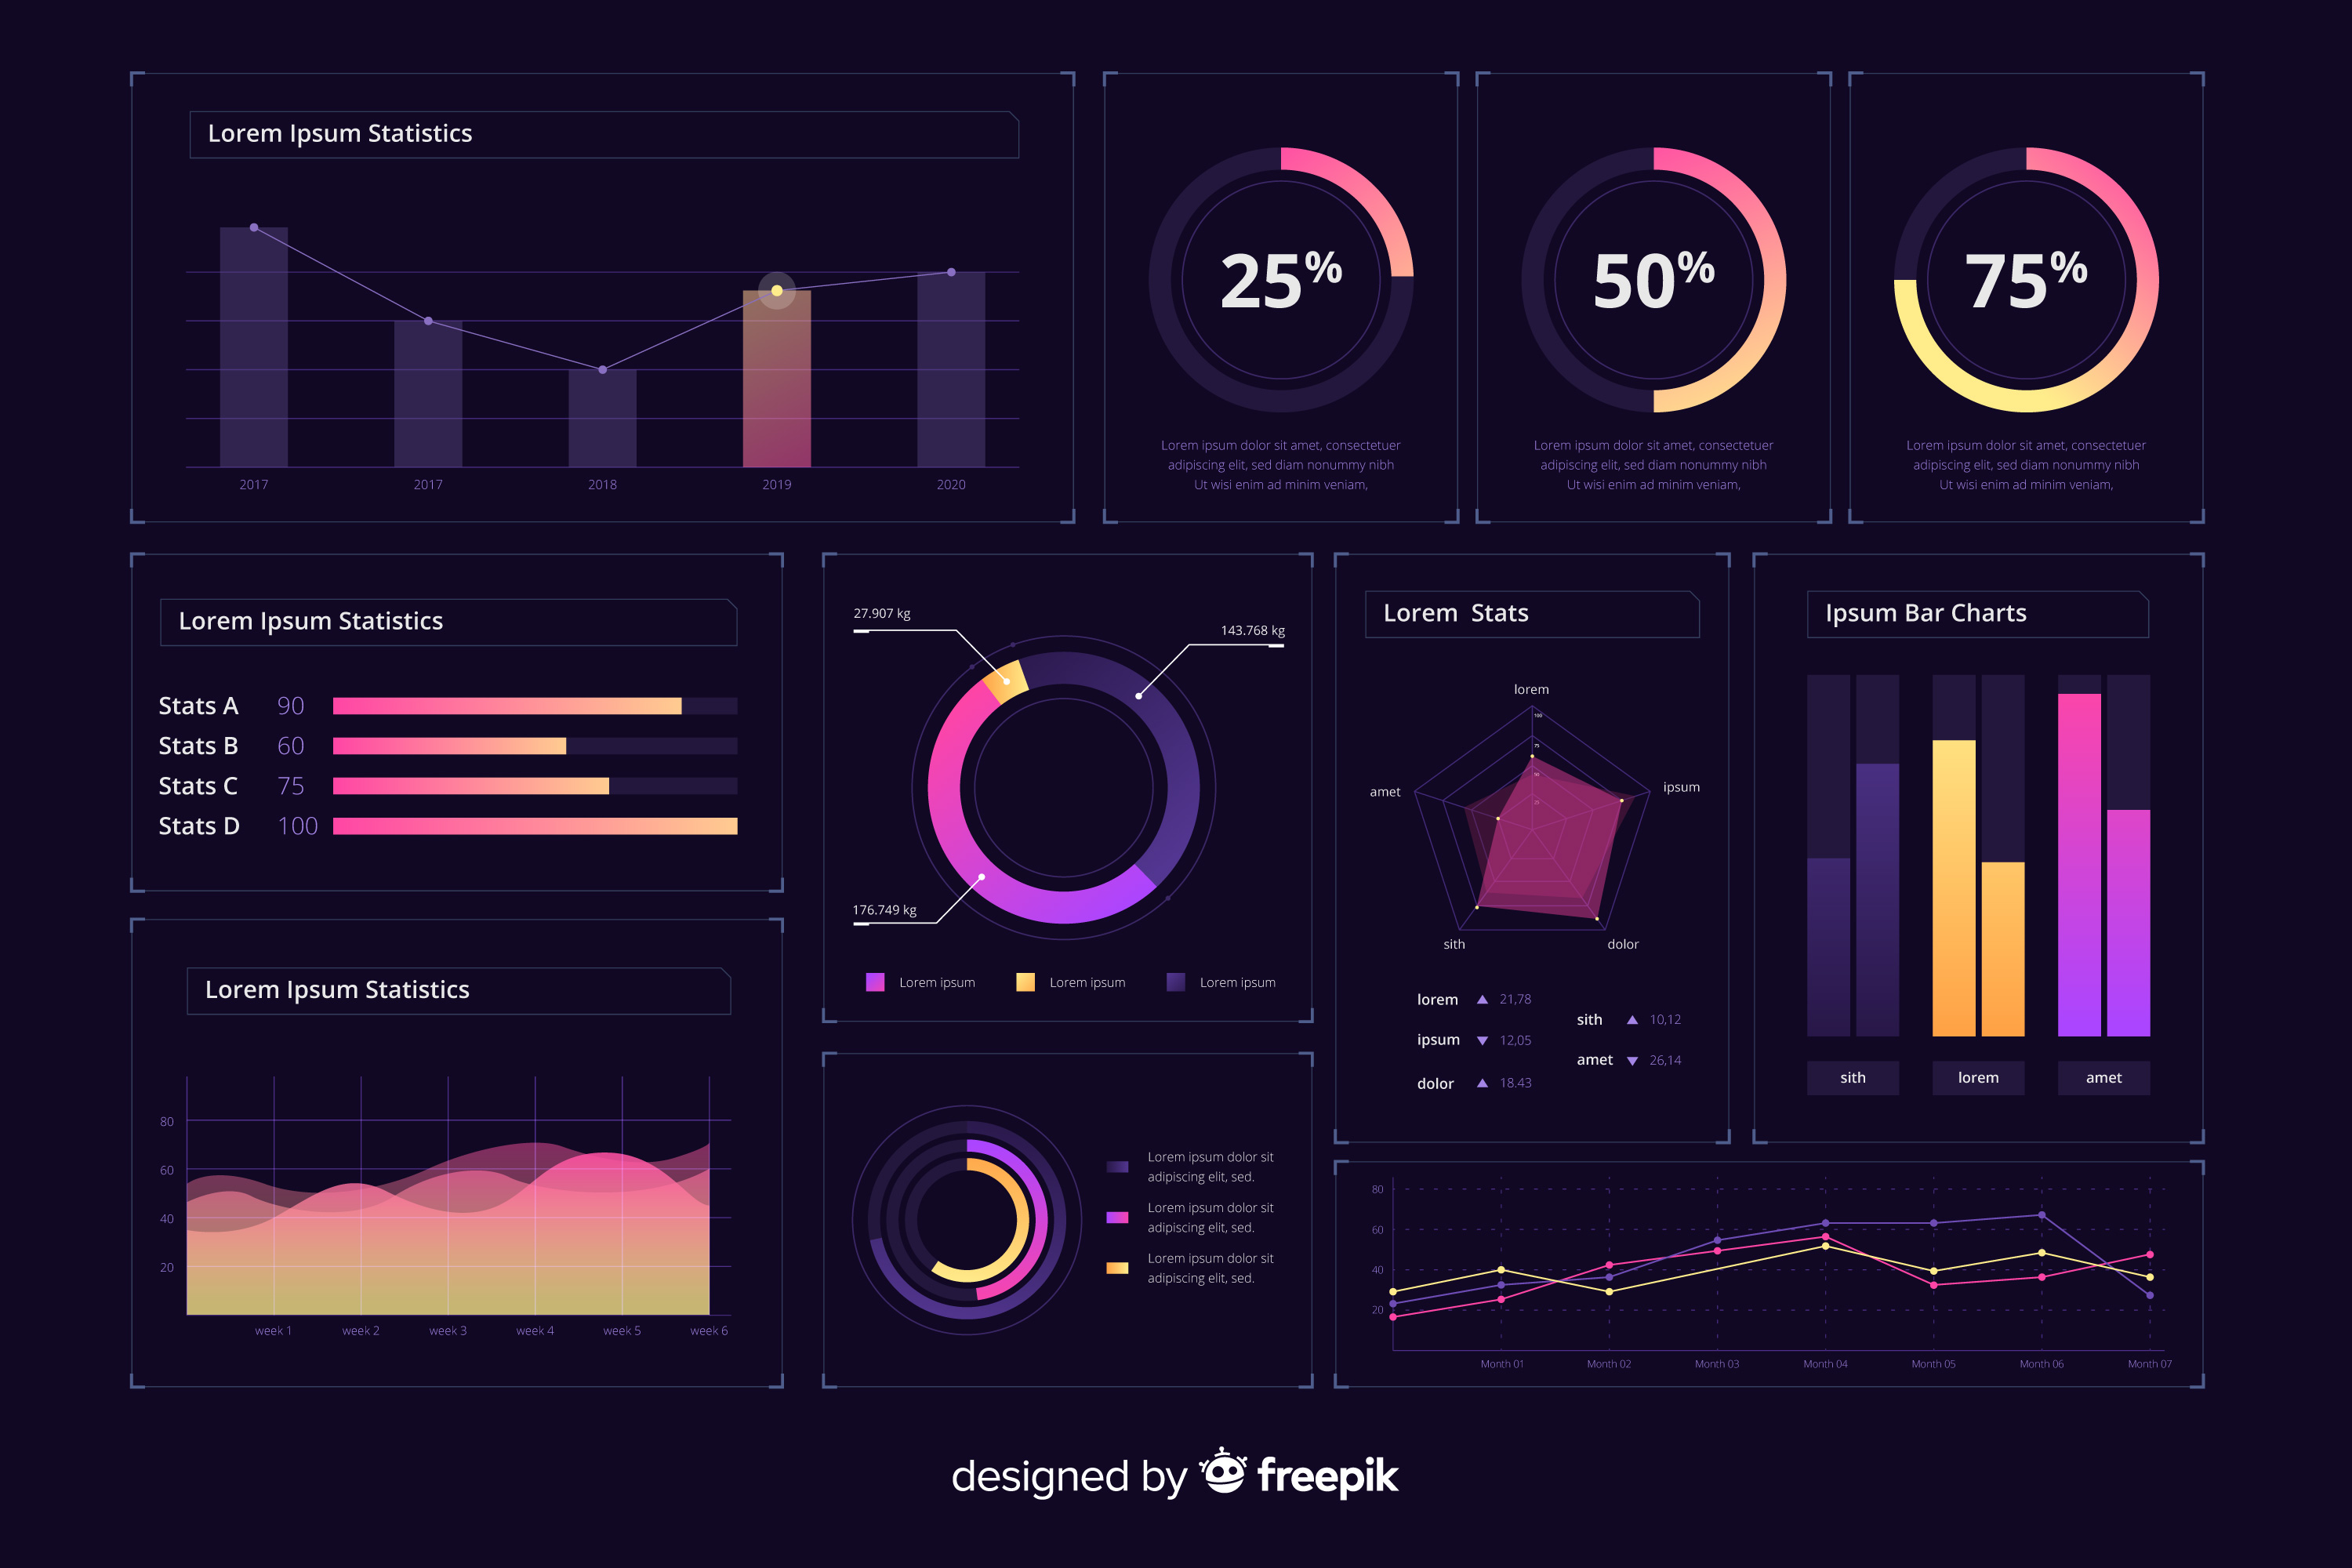 Lorem Ipsum Statistics
2017
2017
2018
2019
2020
25%
Lorem ipsum dolor sit amet, consectetuer
adipiscing elit, sed diam nonummy nibh
Ut wisi enim ad minim veniam,
50%
Lorem ipsum dolor sit amet, consectetuer
adipiscing elit, sed diam nonummy nibh
Ut wisi enim ad minim veniam,
75%
Lorem ipsum dolor sit amet, consectetuer
adipiscing elit, sed diam nonummy nibh
Ut wisi enim ad minim veniam,
Lorem Ipsum Statistics
Stats A 90
Stats B 60
Stats C 75
Stats D 100
27.907 kg
143.768 kg
176.749 kg
Lorem ipsum
Lorem ipsum
Lorem ipsum
Lorem Stats
lorem
100
75
50
25
amet
ipsum
sith
dolor
lorem 21,78
ipsum 12,05
dolor 18.43
sith 10,12
amet 26,14
Ipsum Bar Charts
sith
lorem
amet
Lorem Ipsum Statistics
80
60
40
20
week 1
week 2
week 3
week 4
week 5
week 6
Lorem ipsum dolor sit
adipiscing elit, sed.
Lorem ipsum dolor sit
adipiscing elit, sed.
Lorem ipsum dolor sit
adipiscing elit, sed.
80
60
40
20
Month 01
Month 02
Month 03
Month 04
Month 05
Month 06
Month 07
designed by freepik